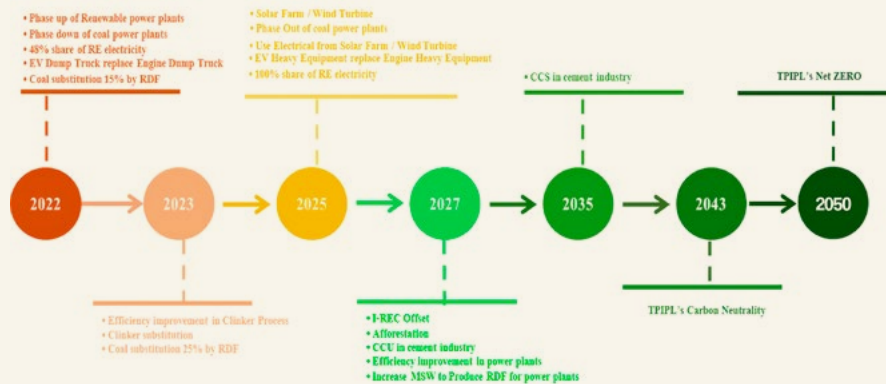 • Phase up of Renewable power plants
• Phase down of coal power plants
• 48% share of RE electricity
• EV Dump Truck replace Engine Dump Truck
• Coal substitution 15% by RDF
• Solar Farm / Wind Turbine
• Phase Out of coal power plants
• Use Electrical from Solar Farm / Wind Turbine
• EV Heavy Equipment replace Engine Heavy Equipment
• 100% share of RE electricity
• CCS in cement industry
TPIPL's Net ZERO
2022
2023
2025
2027
2035
2043
2050
• Efficiency improvement in Clinker Process
• Clinker substitution
• Coal substitution 25% by RDF
• I-REC Offset
• Afforestation
• CCU in cement industry
• Efficiency improvement in power plants
• Increase MSW to Produce RDF for power plants
TPIPL's Carbon Neutrality